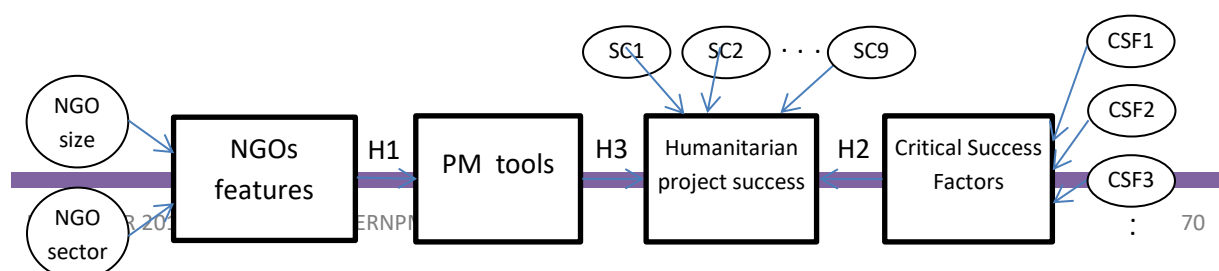 SC1 SC2 . . . SC9
CSF1
NGO
size
CSF2
NGOs
features
H1
PM tools
H3
Humanitarian
project success
H2
Critical Success
Factors
CSF3
NGO
sector
:
70